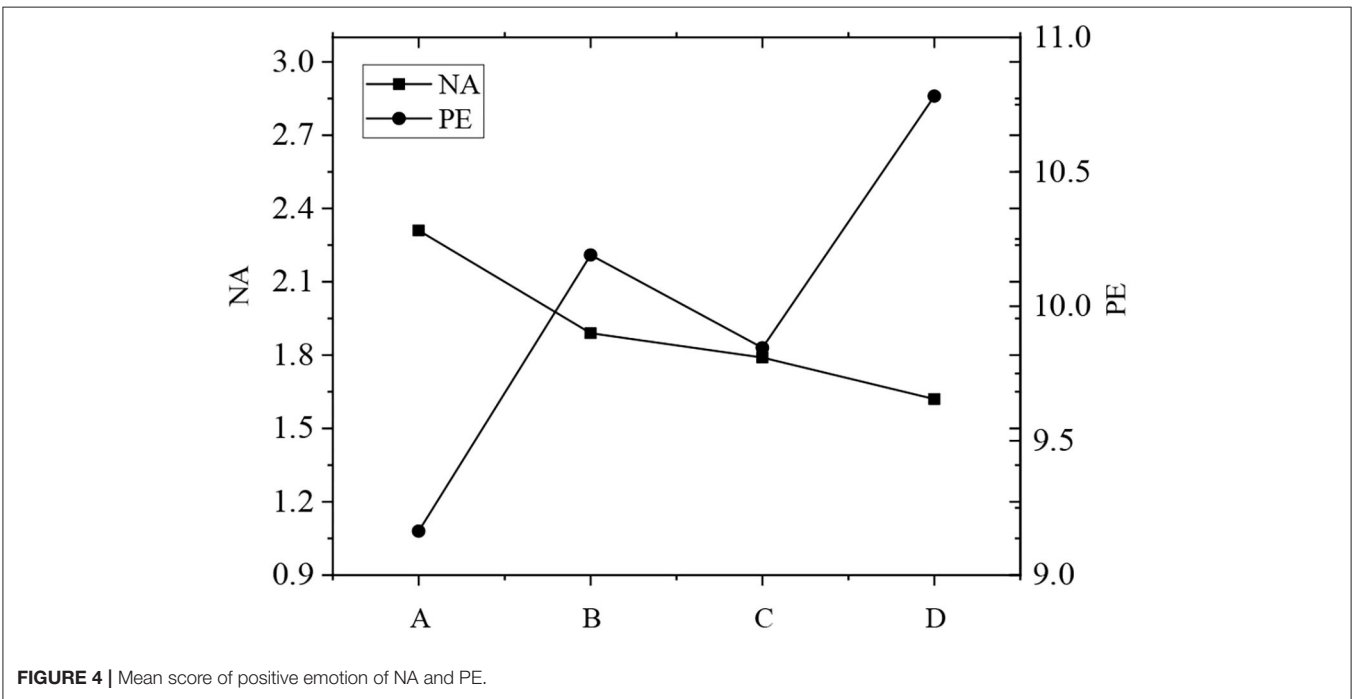 3.0
2.7
2.4
2.1
1.8
1.5
1.2
0.9
NA
NA
PE
11.0
10.5
10.0
9.5
9.0
PE
A B C D
FIGURE 4 | Mean score of positive emotion of NA and PE.